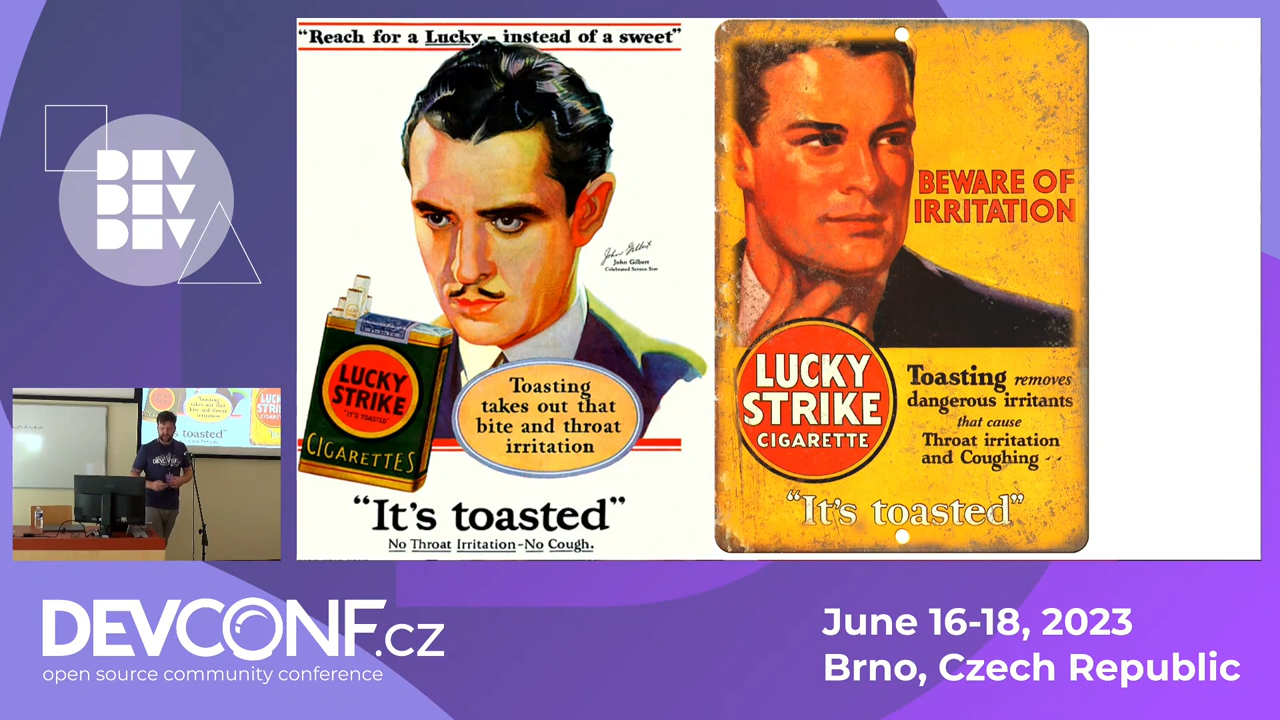 DEV
DEV
DEV
“Reach for a Lucky - instead of a sweet”
John Gilbert
John Gilbert
Celebrated Screen Star
LUCKY
STRIKE
"IT'S TOASTED"
CIGARETTES
Toasting
takes out that
bite and throat
irritation
“It's toasted”
No Throat Irritation-No Cough.
BEWARE OF
IRRITATION
LUCKY
STRIKE
CIGARETTE
Toasting removes
dangerous irritants
that cause
Throat irritation
and Coughing
“It's toasted”
DEVCONF.cz
open source community conference
June 16-18, 2023
Brno, Czech Republic